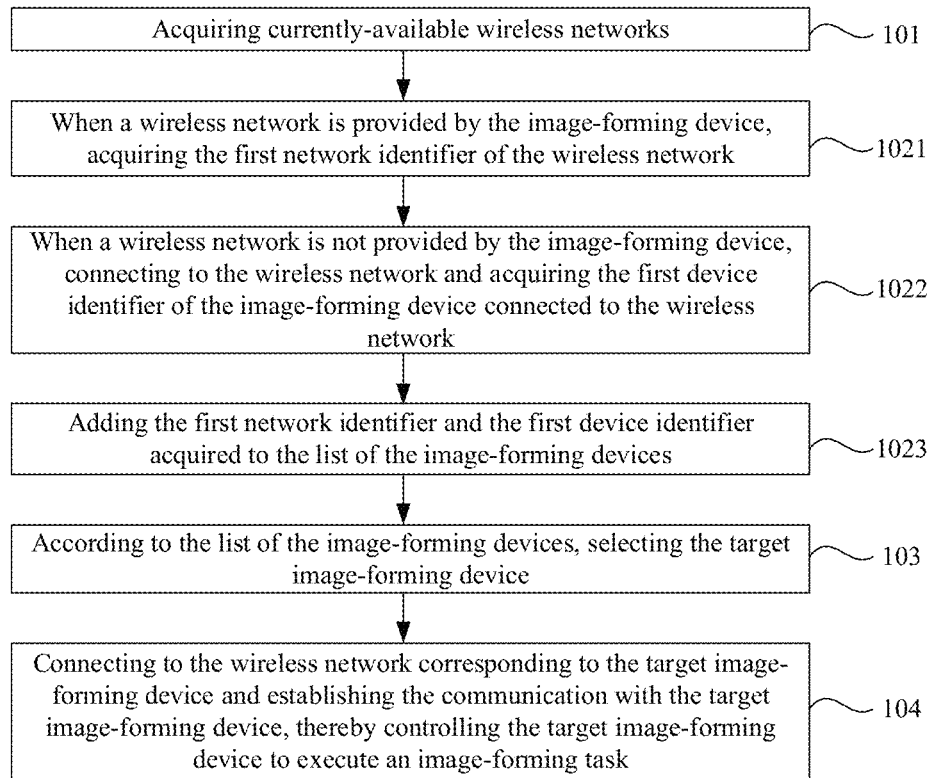 Acquiring currently-available wireless networks
101
When a wireless network is provided by the image-forming device,
acquiring the first network identifier of the wireless network
1021
When a wireless network is not provided by the image-forming device,
connecting to the wireless network and acquiring the first device
identifier of the image-forming device connected to the wireless
network
1022
Adding the first network identifier and the first device identifier
acquired to the list of the image-forming devices
1023
According to the list of the image-forming devices, selecting the target
image-forming device
103
Connecting to the wireless network corresponding to the target image-
forming device and establishing the communication with the target
image-forming device, thereby controlling the target image-forming
device to execute an image-forming task
104